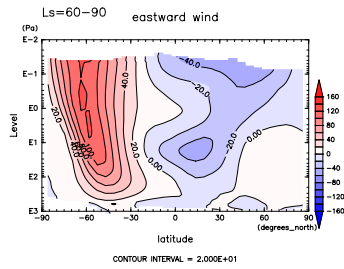 Ls=60-90
eastward wind
(Pa)
E-2
E-1
E0
E1
E2
E3
Level
-40.0
40.0
-20.0
20.0
20.0
0.00
-20.0
0.00
160
120
80
40
20
0
-20
-40
-80
-120
-160
-90 -60 -30 0 30 60 90
(degrees_north)
latitude
CONTOUR INTERVAL = 2.000E+01